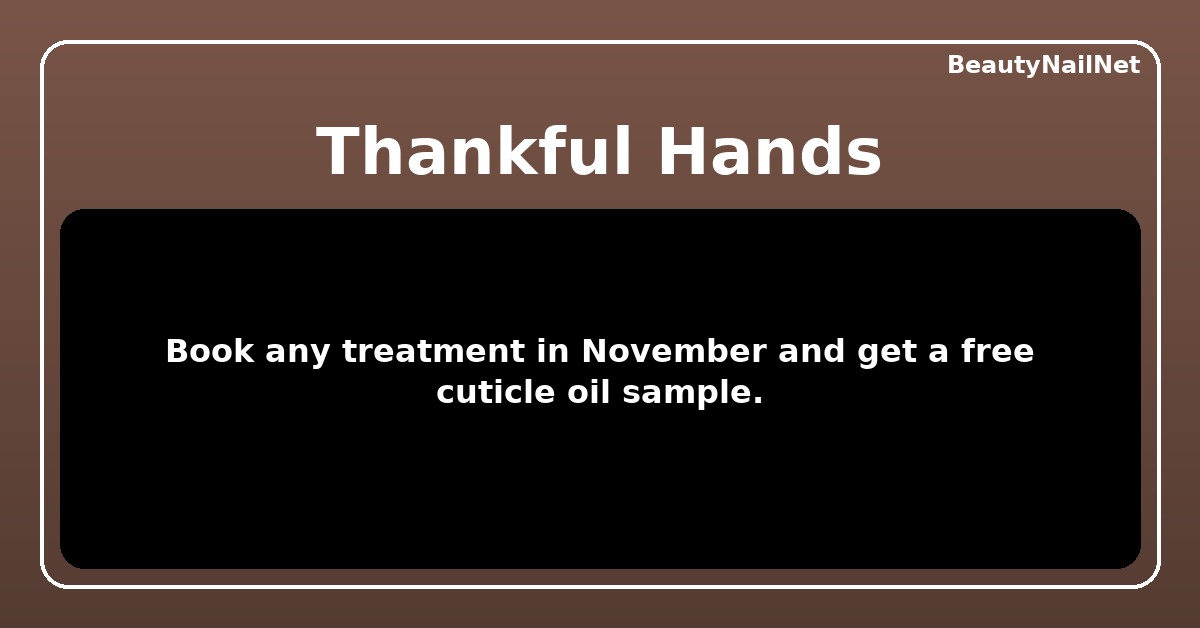 BeautyNailNet
Thankful Hands
Book any treatment in November and get a free
cuticle oil sample.